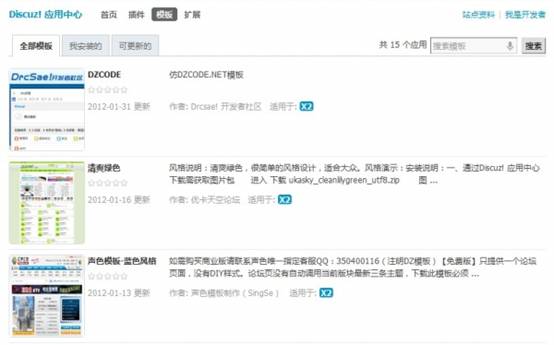 Discuz! 应用中心 首页 插件 模板 扩展 站点资料 | 我是开发者
全部模板 我安装的 可更新的 共 15 个应用 搜索模板 搜索
DZCODE 仿DZCODE.NET模板
2012-01-31 更新 作者: Drcsae! 开发者社区 适用于: X2
清爽绿色 风格说明：清爽绿色，很简单的风格设计，适合大众。风格演示：安装说明：一、通过Discuz! 应用中心
下载需获取图片包 进入 下载 ukasky_cleanlilygreen_utf8.zip 图 ...
2012-01-16 更新 作者: 优卡天空论坛 适用于: X2
声色模板-蓝色风格 如需购买商业版请联系声色唯一指定客服QQ：350400116（注明DZ模板）【免费版】只提供一个论坛
页面，没有DIY样式。论坛页没有自动调用当前版块最新三条主题，下载此模板必须 ...
2012-01-13 更新 作者: 声色模板制作（SingSe） 适用于: X2
DrcSae!开发者社区